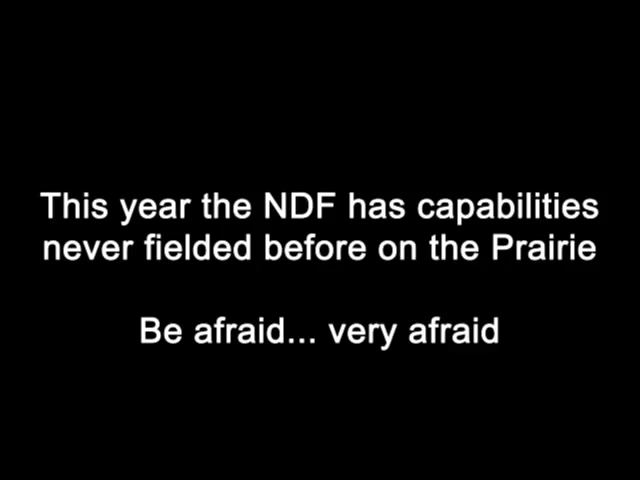 This year the NDF has capabilities
never fielded before on the Prairie
Be afraid... very afraid